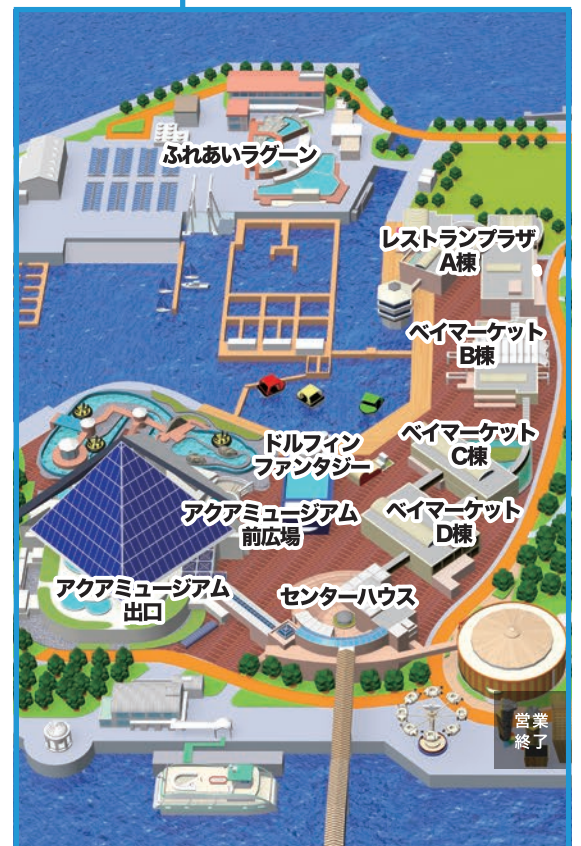 ふれあいラグーン
レストランプラザ
A棟
ベイマーケット
B棟
ドルフィン
ファンタジー
ベイマーケット
C棟
アクアミュージアム
前広場
ベイマーケット
D棟
アクアミュージアム
出口
センターハウス
営業
終了